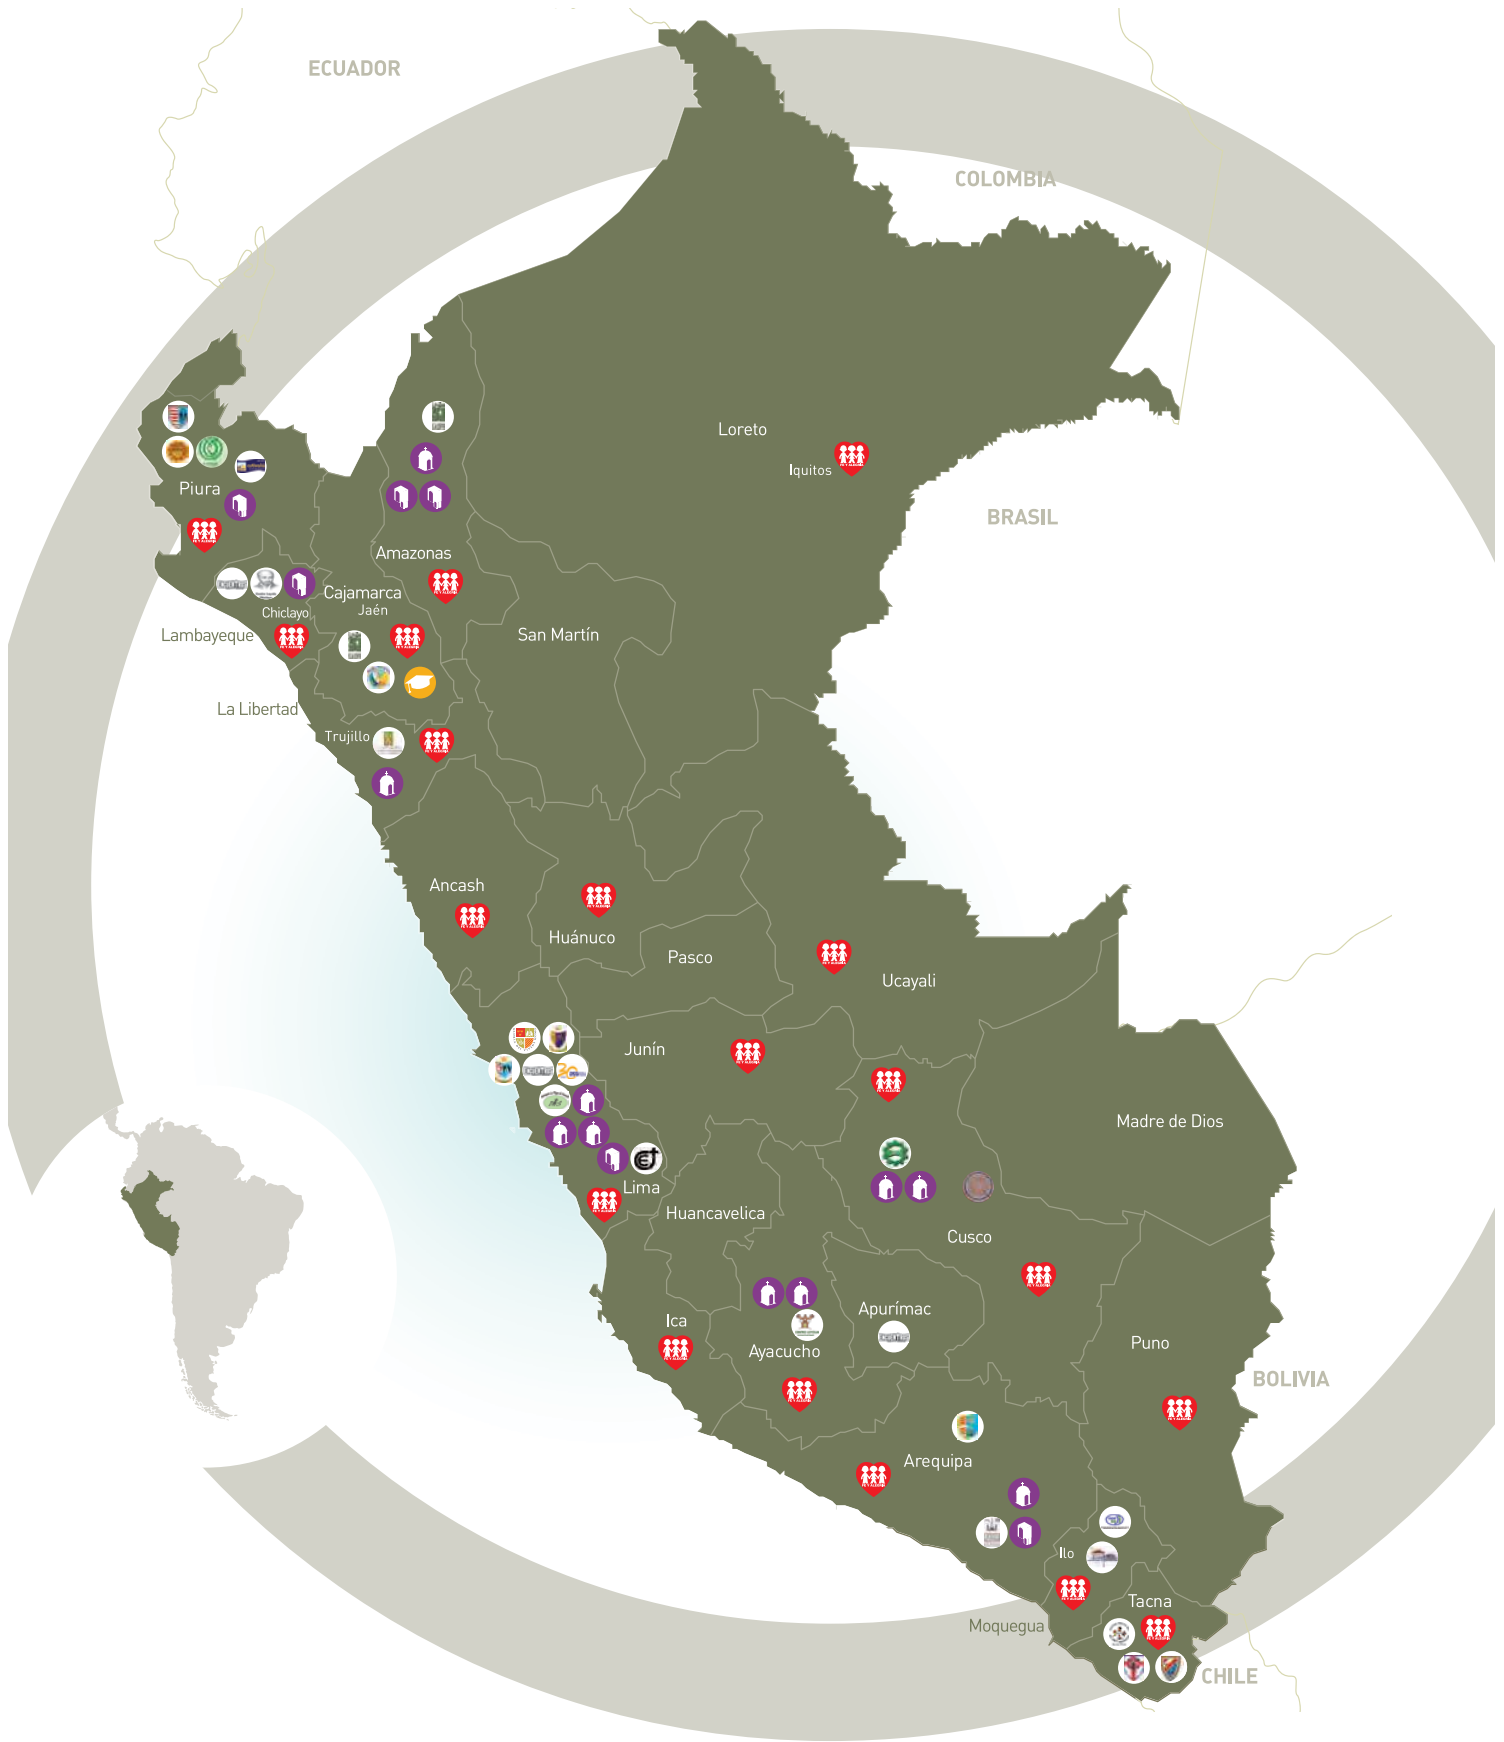 ECUADOR
COLOMBIA
Loreto
Iquitos
BRASIL
Piura
Amazonas
Cajamarca
Jaén
Chiclayo
Lambayeque
San Martín
La Libertad
Trujillo
Ancash
Huánuco
Pasco
Ucayali
Junín
Madre de Dios
Lima
Huancavelica
Cusco
Apurímac
Ica
Ayacucho
Puno
BOLIVIA
Arequipa
Ilo
Tacna
Moquegua
CHILE